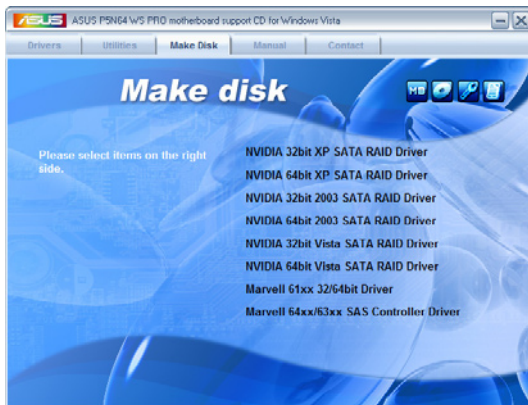 ASUS P5N64 WS PRO motherboard support CD for Windows Vista
Drivers Utilities Make Disk Manual Contact
Make disk
MB
Please select items on the right
side.
NVIDIA 32bit XP SATA RAID Driver
NVIDIA 64bit XP SATA RAID Driver
NVIDIA 32bit 2003 SATA RAID Driver
NVIDIA 64bit 2003 SATA RAID Driver
NVIDIA 32bit Vista SATA RAID Driver
NVIDIA 64bit Vista SATA RAID Driver
Marvell 61xx 32/64bit Driver
Marvell 64xx/63xx SAS Controller Driver